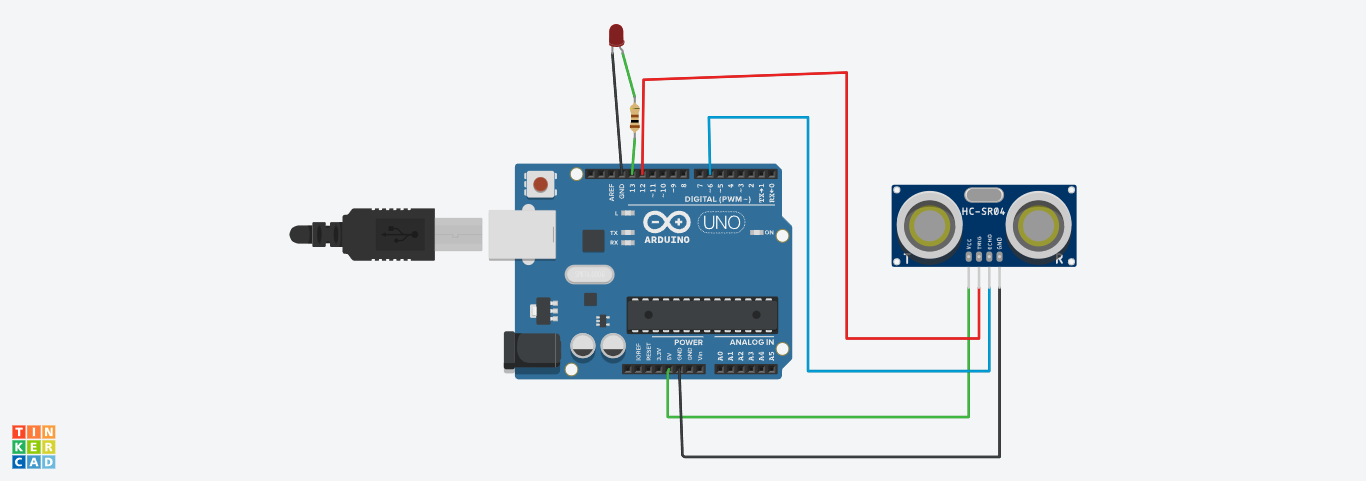 AREF
GND
13
12
~11
~10
~9
8
7
~6
~5
~4
~3
2
TX→1
RX←0
DIGITAL (PWM~)
L
TX
RX
ARDUINO
UNO
ON
HC-SR04
VCC
TRIG
ECHO
GND
T
R
POWER
ANALOG IN
IOREF
RESET
3.3V
5V
GND
GND
Vin
A0
A1
A2
A3
A4
A5
TIN
KER
CAD